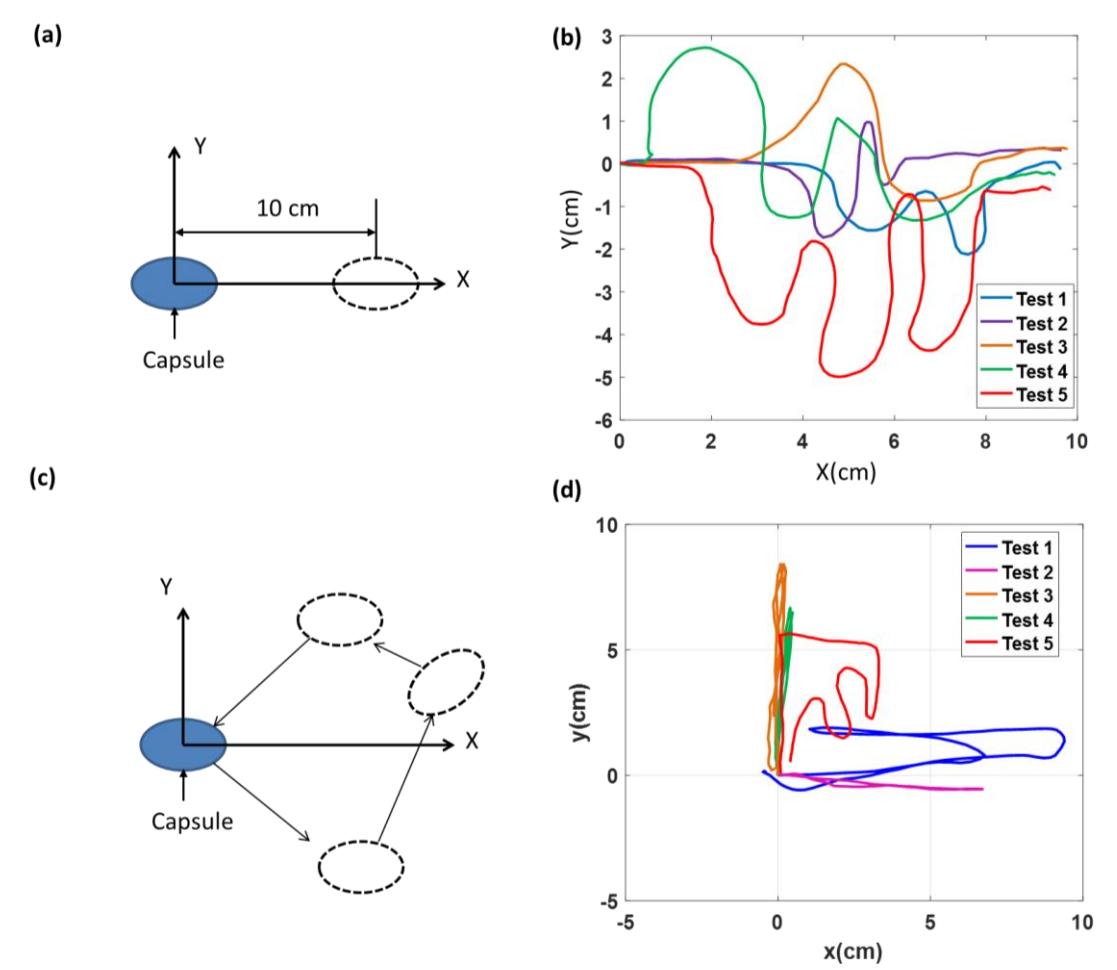 (a)
Y
10 cm
X
Capsule
(b)
3
2
1
0
-1
-2
-3
-4
-5
-6
0 2 4 6 8 10
Y(cm)
X(cm)
Test 1
Test 2
Test 3
Test 4
Test 5
(c)
Y
X
Capsule
(d)
10
5
0
-5
-5 0 5 10
y(cm)
x(cm)
Test 1
Test 2
Test 3
Test 4
Test 5